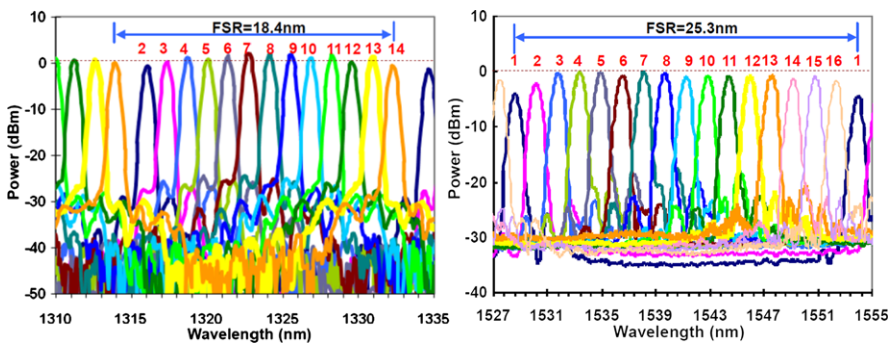 FSR=18.4nm
2 3 4 5 6 7 8 9 10 11 12 13 14
Power (dBm)
10
0
-10
-20
-30
-40
-50
1310 1315 1320 1325 1330 1335
Wavelength (nm)
FSR=25.3nm
1 2 3 4 5 6 7 8 9 10 11 12 13 14 15 16 1
Power (dBm)
10
0
-10
-20
-30
-40
1527 1531 1535 1539 1543 1547 1551 1555
Wavelength (nm)